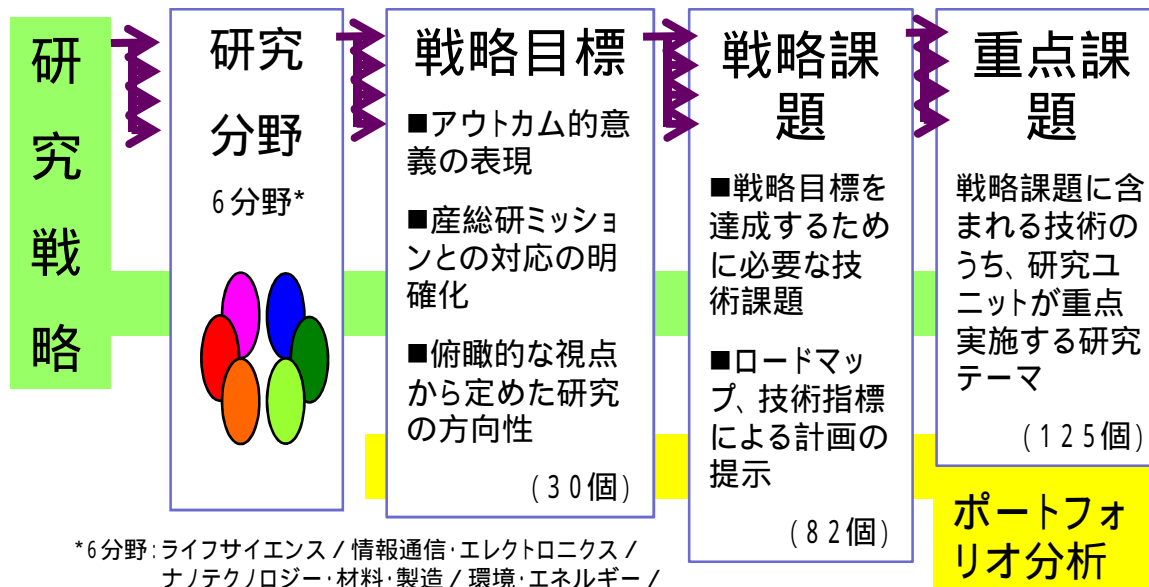 研
究
戦
略
研究
分野
6分野*
戦略目標
■アウトカム的意
義の表現
■産総研ミッショ
ンとの対応の明
確化
■俯瞰的な視点
から定めた研究
の方向性
(30個)
戦略課
題
■戦略目標を
達成するため
に必要な技
術課題
■ロードマッ
プ、技術指標
による計画の
提示
(82個)
重点課
題
戦略課題に含
まれる技術の
うち、研究ユ
ニットが重点
実施する研究
テーマ
(125個)
ポートフォ
リオ分析
*6分野:ライフサイエンス/情報通信・エレクトロニクス/
ナノテクノロジー・材料・製造/環境・エネルギー/